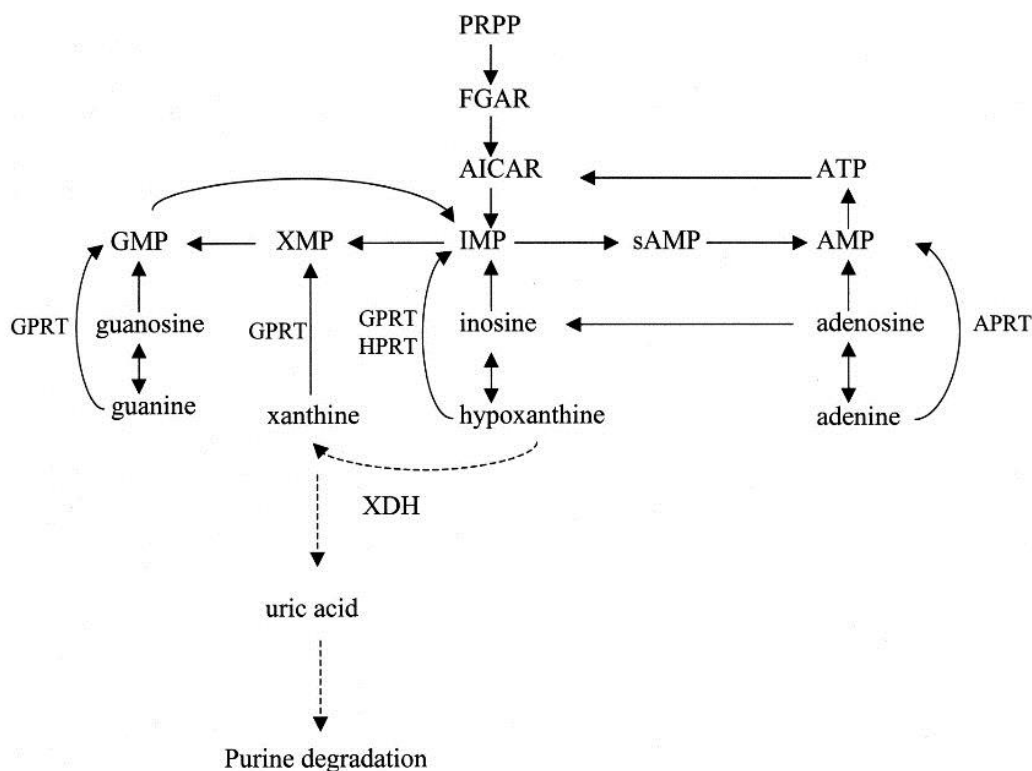 PRPP
FGAR
AICAR ATP
GMP XMP IMP sAMP AMP
GPRT guanosine GPRT GPRT inosine adenosine APRT
HPRT
guanine xanthine hypoxanthine adenine
XDH
uric acid
Purine degradation